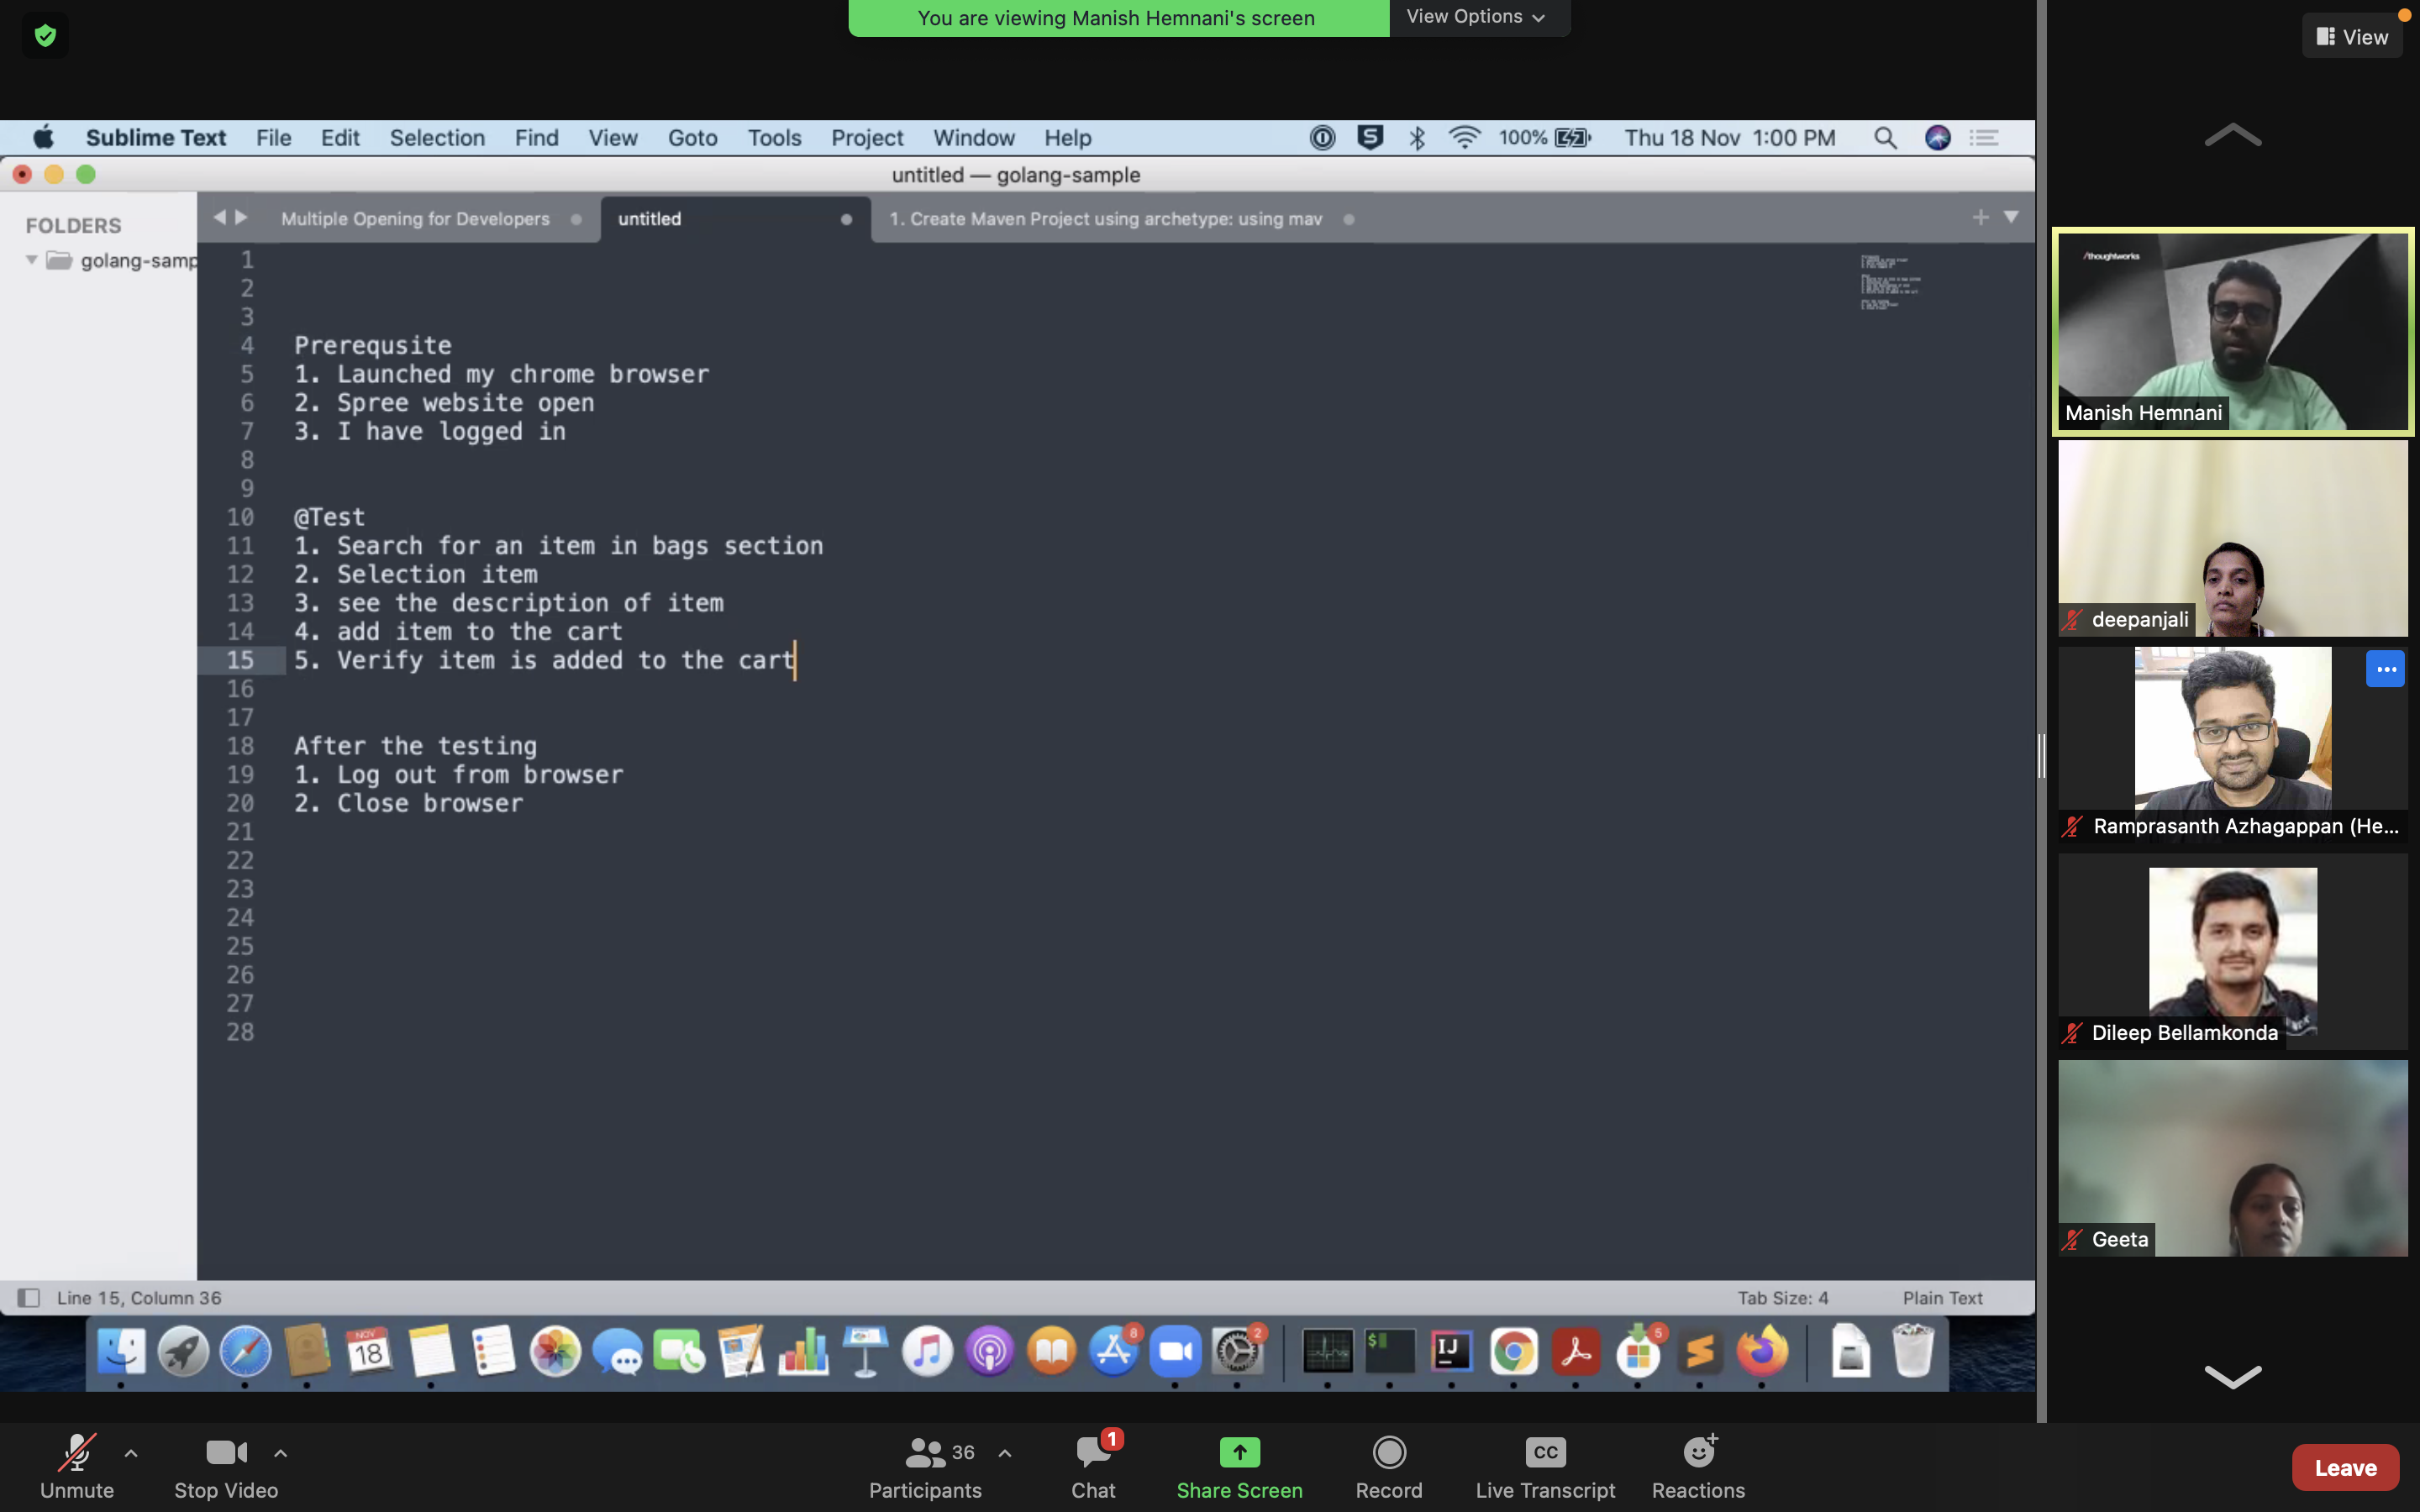 You are viewing Manish Hemnani's screen
View Options
View
Sublime Text File Edit Selection Find View Goto Tools Project Window Help
100% Thu 18 Nov 1:00 PM
untitled — golang-sample
FOLDERS
golang-samp
Multiple Opening for Developers
untitled
1. Create Maven Project using archetype: using mav
1
2
3
4 Prerequsite
5 1. Launched my chrome browser
6 2. Spree website open
7 3. I have logged in
8
9
10 @Test
11 1. Search for an item in bags section
12 2. Selection item
13 3. see the description of item
14 4. add item to the cart
15 5. Verify item is added to the cart
16
17
18 After the testing
19 1. Log out from browser
20 2. Close browser
21
22
23
24
25
26
27
28
Line 15, Column 36
Tab Size: 4
Plain Text
/thoughtworks
Manish Hemnani
deepanjali
Ramprasanth Azhagappan (He...
Dileep Bellamkonda
Geeta
NOV
18
8
2
$
IJ
5
Unmute
Stop Video
36
Participants
1
Chat
Share Screen
Record
CC
Live Transcript
Reactions
Leave